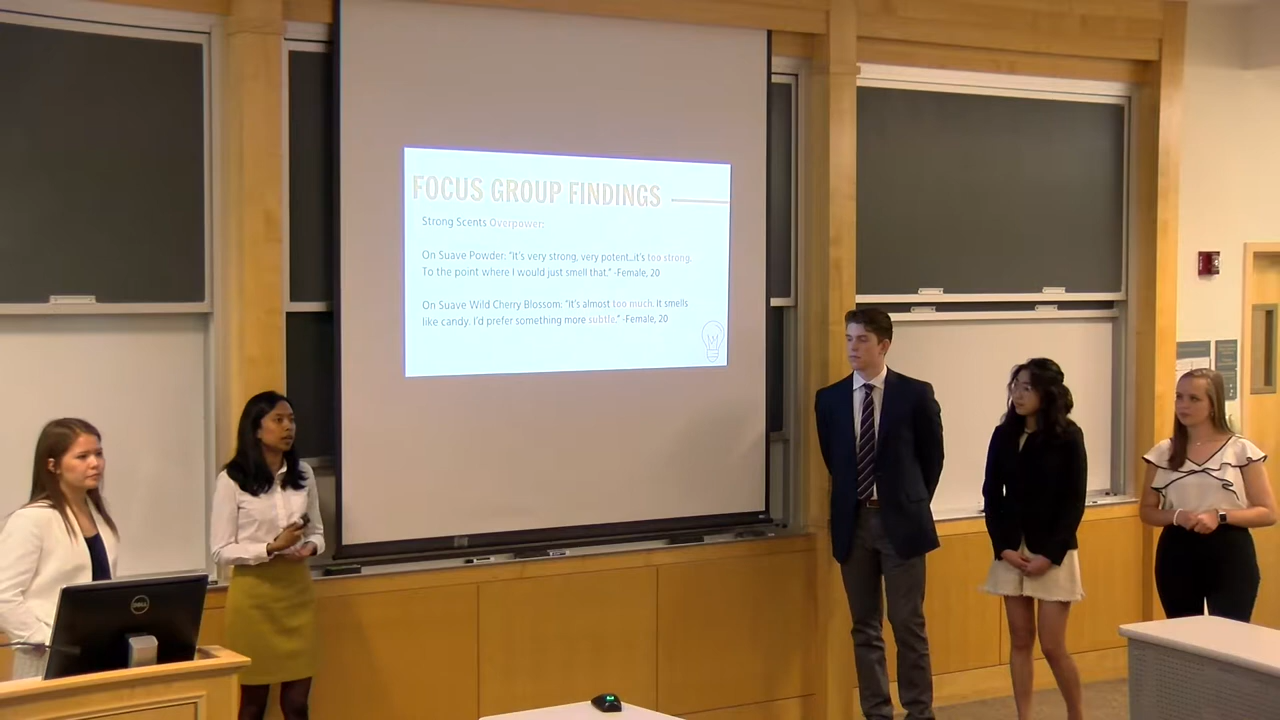 FOCUS GROUP FINDINGS
Strong Scents Overpower:
On Suave Powder: "It's very strong, very potent...it's too strong.
To the point where I would just smell that." -Female, 20
On Suave Wild Cherry Blossom: "It's almost too much. It smells
like candy. I'd prefer something more subtle." -Female, 20
DELL